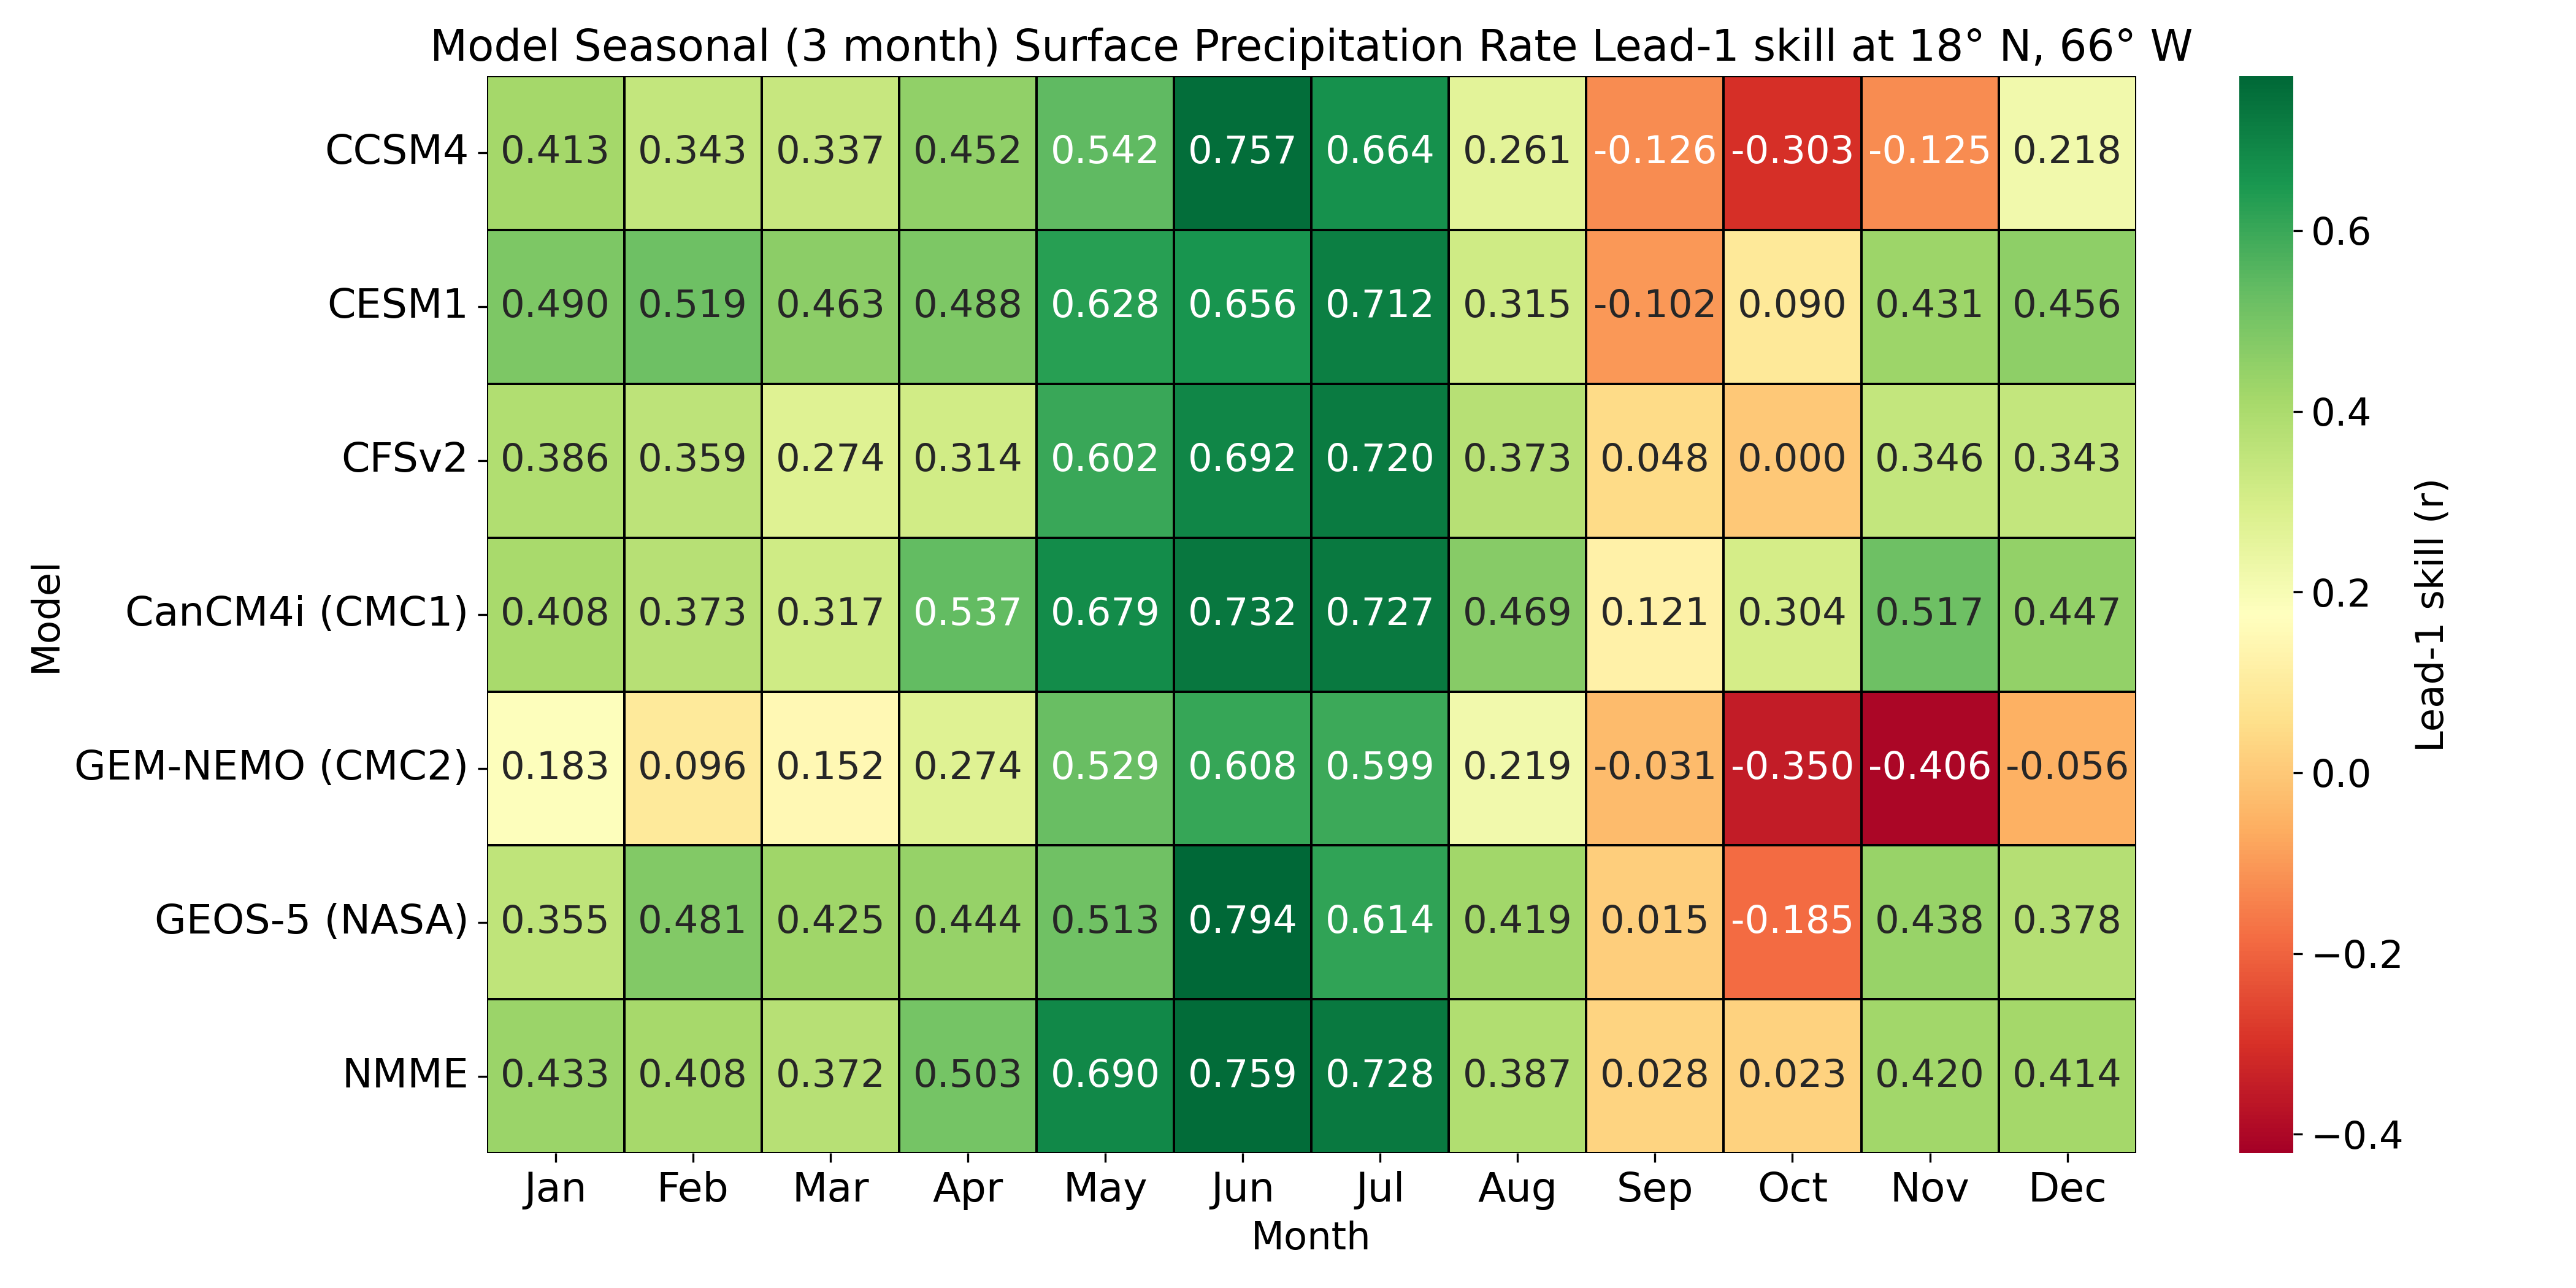 Model Seasonal (3 month) Surface Precipitation Rate Lead-1 skill at 18° N, 66° W
Model
CCSM4 0.413 0.343 0.337 0.452 0.542 0.757 0.664 0.261 -0.126 -0.303 -0.125 0.218
CESM1 0.490 0.519 0.463 0.488 0.628 0.656 0.712 0.315 -0.102 0.090 0.431 0.456
CFSv2 0.386 0.359 0.274 0.314 0.602 0.692 0.720 0.373 0.048 0.000 0.346 0.343
CanCM4i (CMC1) 0.408 0.373 0.317 0.537 0.679 0.732 0.727 0.469 0.121 0.304 0.517 0.447
GEM-NEMO (CMC2) 0.183 0.096 0.152 0.274 0.529 0.608 0.599 0.219 -0.031 -0.350 -0.406 -0.056
GEOS-5 (NASA) 0.355 0.481 0.425 0.444 0.513 0.794 0.614 0.419 0.015 -0.185 0.438 0.378
NMME 0.433 0.408 0.372 0.503 0.690 0.759 0.728 0.387 0.028 0.023 0.420 0.414
Jan Feb Mar Apr May Jun Jul Aug Sep Oct Nov Dec
Month
0.6
0.4
0.2
0.0
−0.2
−0.4
Lead-1 skill (r)